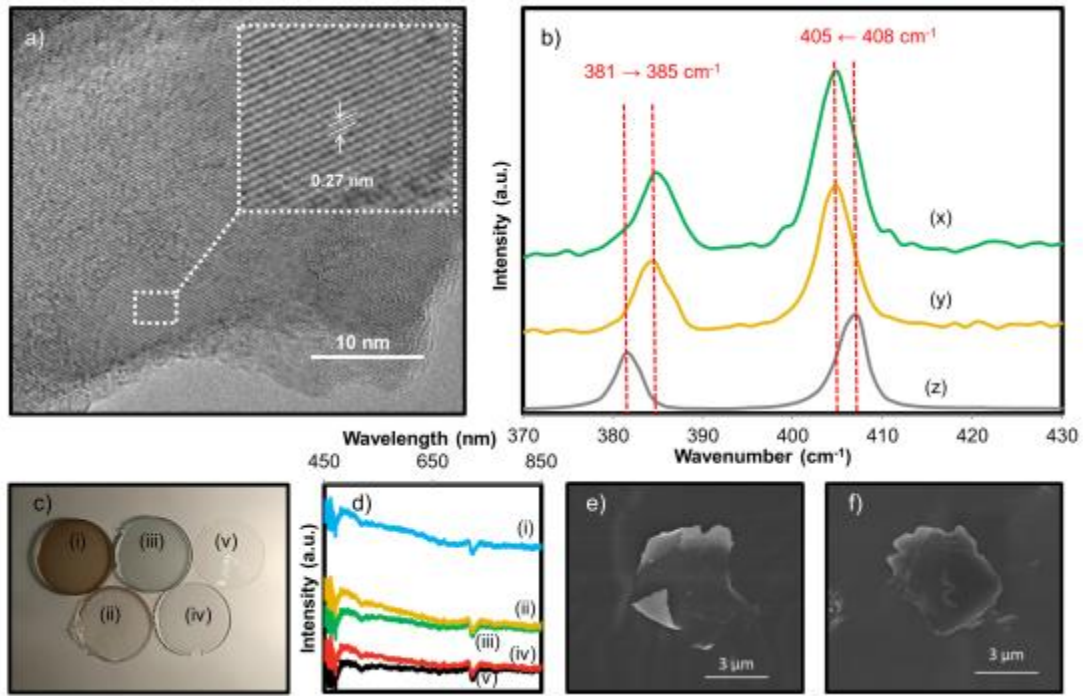 a)
0.27 nm
10 nm
b)
381 → 385 cm⁻¹
405 ← 408 cm⁻¹
Intensity (a.u.)
(x)
(y)
(z)
370 380 390 400 410 420 430
Wavenumber (cm⁻¹)
c)
(i)
(iii)
(v)
(ii)
(iv)
Wavelength (nm)
450 650 850
d)
Intensity (a.u.)
(i)
(ii)
(iii)
(iv)
(v)
e)
3 μm
f)
3 μm